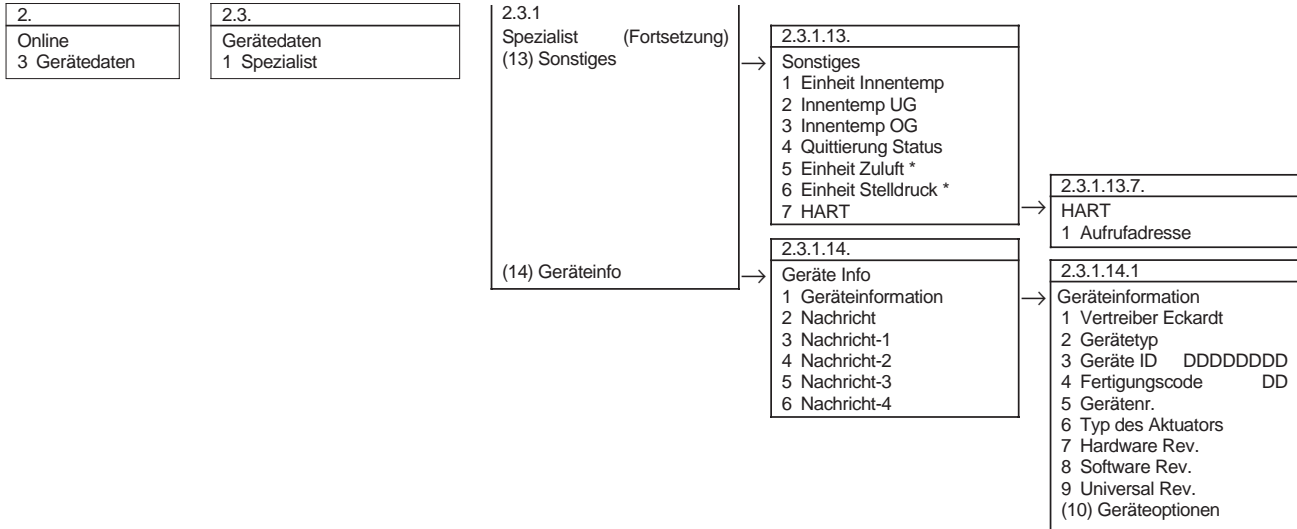 2.
Online
3 Gerätedaten
2.3.
Gerätedaten
1 Spezialist
2.3.1
Spezialist (Fortsetzung)
(13) Sonstiges
(14) Geräteinfo
2.3.1.13.
Sonstiges
1 Einheit Innentemp
2 Innentemp UG
3 Innentemp OG
4 Quittierung Status
5 Einheit Zuluft *
6 Einheit Stelldruck *
7 HART
2.3.1.13.7.
HART
1 Aufrufadresse
2.3.1.14.
Geräte Info
1 Geräteinformation
2 Nachricht
3 Nachricht-1
4 Nachricht-2
5 Nachricht-3
6 Nachricht-4
2.3.1.14.1
Geräteinformation
1 Vertreiber Eckardt
2 Gerätetyp
3 Geräte ID DDDDDDDD
4 Fertigungscode DD
5 Gerätenr.
6 Typ des Aktuators
7 Hardware Rev.
8 Software Rev.
9 Universal Rev.
(10) Geräteoptionen